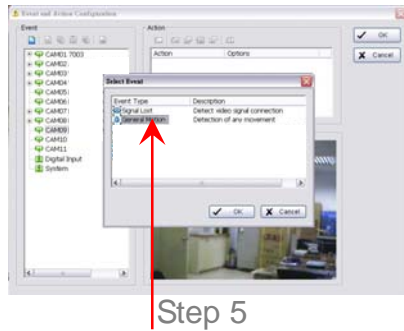 Event and Action Configuration
Event
Action
OK
Cancel
Action Options
CAM01 7003
CAM02
CAM03
CAM04
CAM05
CAM06
CAM07
CAM08
CAM09
CAM10
CAM11
Digital Input
System
Select Event
Event Type Description
Signal Lost Detect video signal connection
General Motion Detection of any movement
OK Cancel
Step 5